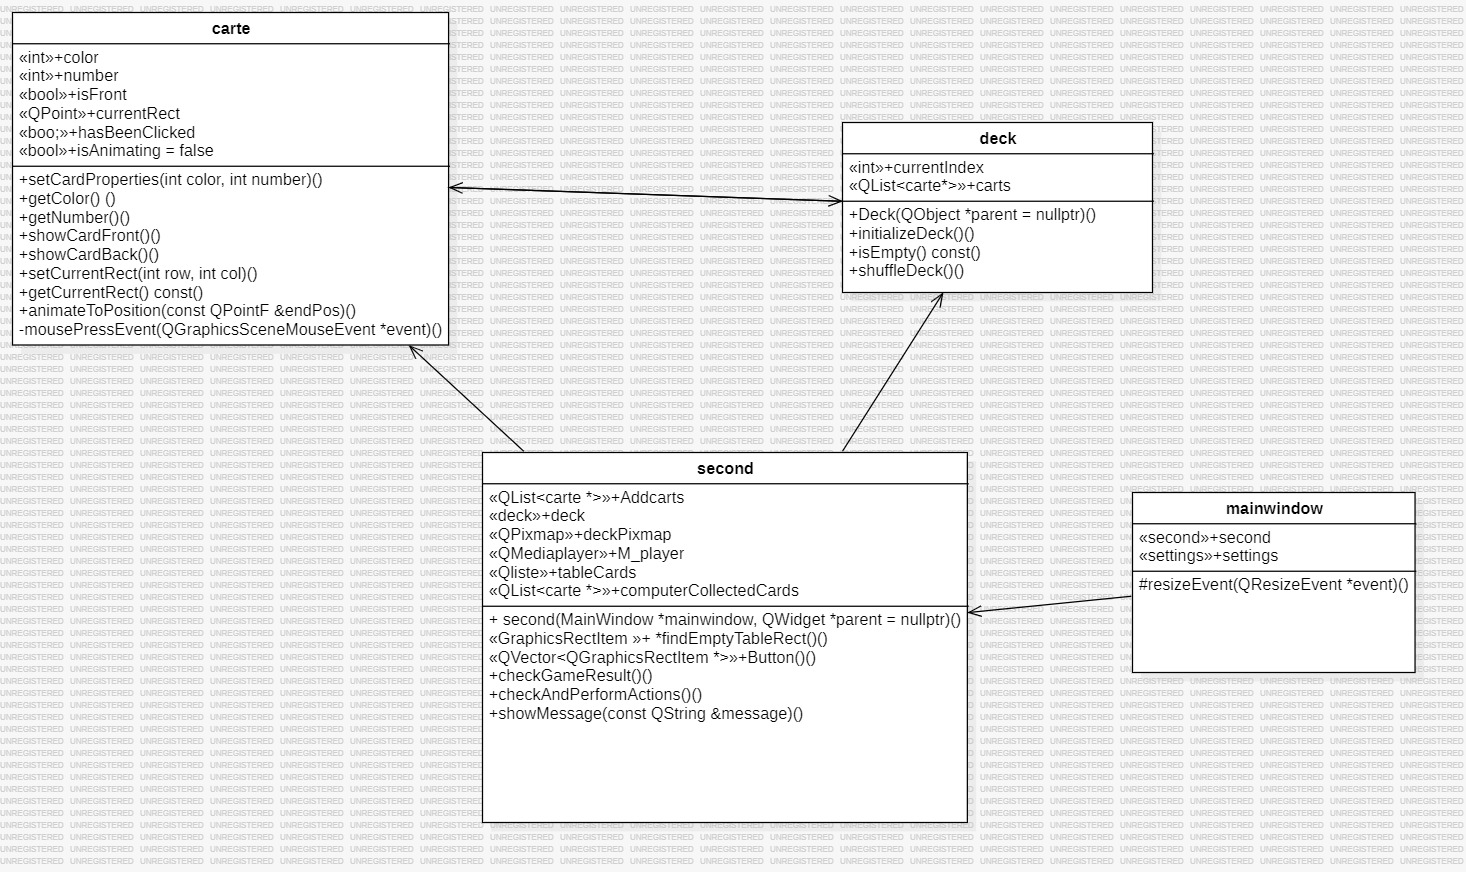 carte
«int»+color
«int»+number
«bool»+isFront
«QPoint»+currentRect
«boo;»+hasBeenClicked
«bool»+isAnimating = false
+setCardProperties(int color, int number)()
+getColor() ()
+getNumber()()
+showCardFront()()
+showCardBack()()
+setCurrentRect(int row, int col)()
+getCurrentRect() const()
+animateToPosition(const QPointF &endPos)()
-mousePressEvent(QGraphicsSceneMouseEvent *event)()
deck
«int»+currentIndex
«QList<carte*>»+carts
+Deck(QObject *parent = nullptr)()
+initializeDeck()()
+isEmpty() const()
+shuffleDeck()()
second
«QList<carte *>»+Addcarts
«deck»+deck
«QPixmap»+deckPixmap
«QMediaplayer»+M_player
«Qliste»+tableCards
«QList<carte *>»+computerCollectedCards
+ second(MainWindow *mainwindow, QWidget *parent = nullptr)()
«GraphicsRectItem »+ *findEmptyTableRect()()
«QVector<QGraphicsRectItem *>»+Button()()
+checkGameResult()()
+checkAndPerformActions()()
+showMessage(const QString &message)()
mainwindow
«second»+second
«settings»+settings
#resizeEvent(QResizeEvent *event)()
UNREGISTERED